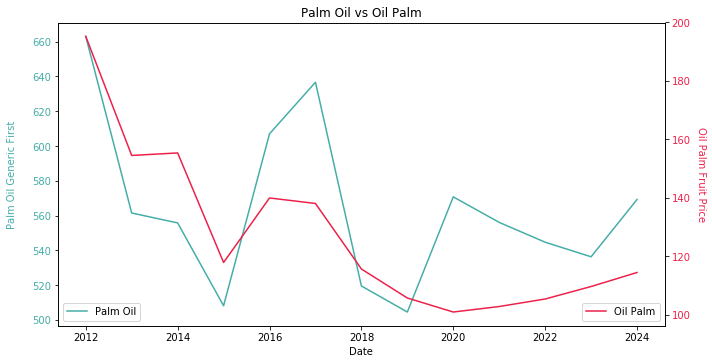 Palm Oil vs Oil Palm
660
640
620
600
580
560
540
520
500
Palm Oil Generic First
200
180
160
140
120
100
Oil Palm Fruit Price
Palm Oil
Oil Palm
2012 2014 2016 2018 2020 2022 2024
Date